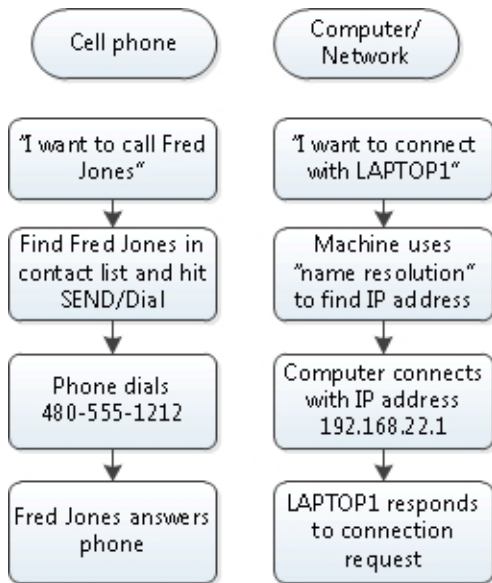 Cell phone
"I want to call Fred
Jones"
Find Fred Jones in
contact list and hit
SEND/Dial
Phone dials
480-555-1212
Fred Jones answers
phone
Computer/
Network
"I want to connect
with LAPTOP1"
Machine uses
"name resolution"
to find IP address
Computer connects
with IP address
192.168.22.1
LAPTOP1 responds
to connection
request